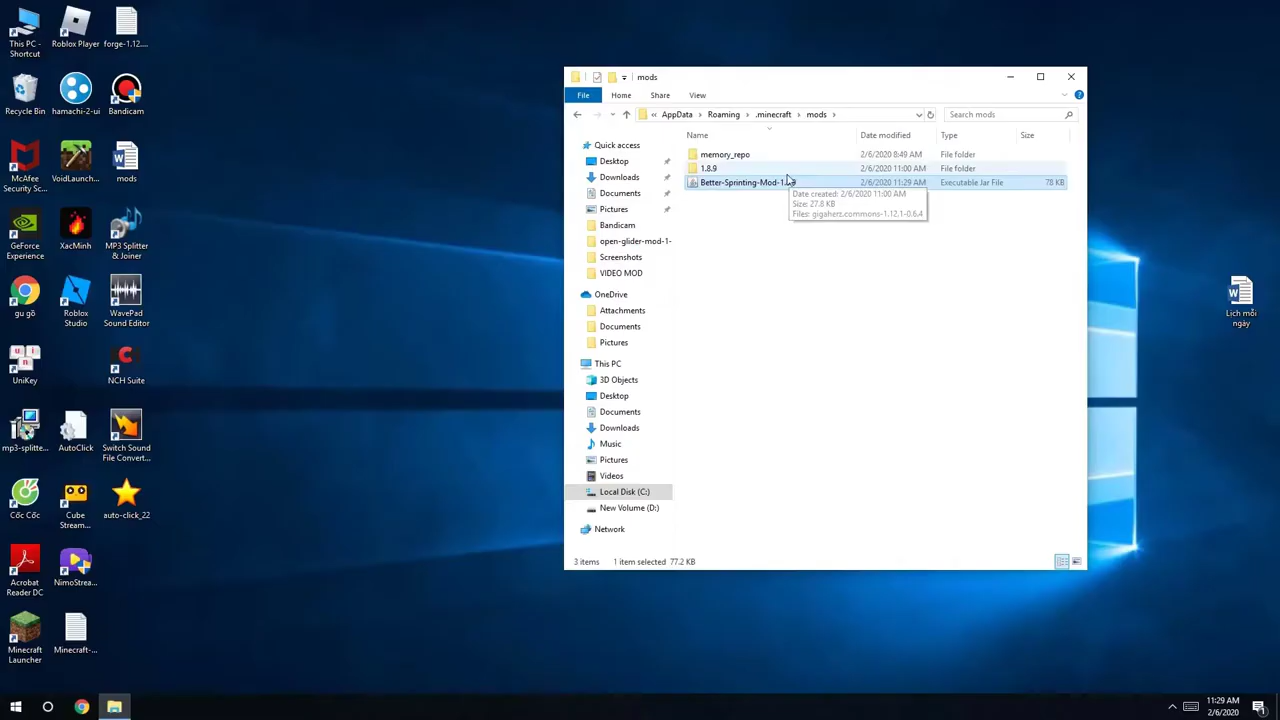 This PC -
Shortcut
Roblox Player
forge-1.12....
Recycle Bin
hamachi-2-ui
Bandicam
McAfee
Security
VoidLaunch...
mods
GeForce
Experience
XacMinh
MP3 Splitter
& Joiner
gu gô
Roblox
Studio
WavePad
Sound Editor
UniKey
NCH Suite
mp3-splitte...
AutoClick
Switch Sound
File Convert...
Cốc Cốc
Cube
Stream...
auto-click_22
Acrobat
Reader DC
NimoStrea...
Minecraft
Launcher
Minecraft-...
mods
File
Home
Share
View
« AppData > Roaming > .minecraft > mods >
Search mods
Name
Date modified
Type
Size
memory_repo
2/6/2020 8:49 AM
File folder
1.8.9
2/6/2020 11:00 AM
File folder
Better-Sprinting-Mod-1.
2/6/2020 11:29 AM
Executable Jar File
78 KB
Date created: 2/6/2020 11:00 AM
Size: 27.8 KB
Files: gigaherz.commons-1.12.1-0.6.4
Quick access
Desktop
Downloads
Documents
Pictures
Bandicam
open-glider-mod-1-
Screenshots
VIDEO MOD
OneDrive
Attachments
Documents
Pictures
This PC
3D Objects
Desktop
Documents
Downloads
Music
Pictures
Videos
Local Disk (C:)
New Volume (D:)
Network
3 items
1 item selected 77.2 KB
Lịch mỗi
ngày
11:29 AM
2/6/2020